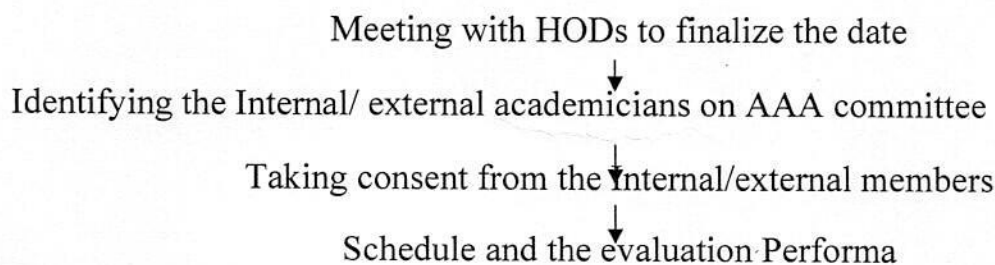 Meeting with HODs to finalize the date
Identifying the Internal/ external academicians on AAA committee
Taking consent from the Internal/external members
Schedule and the evaluation Performa